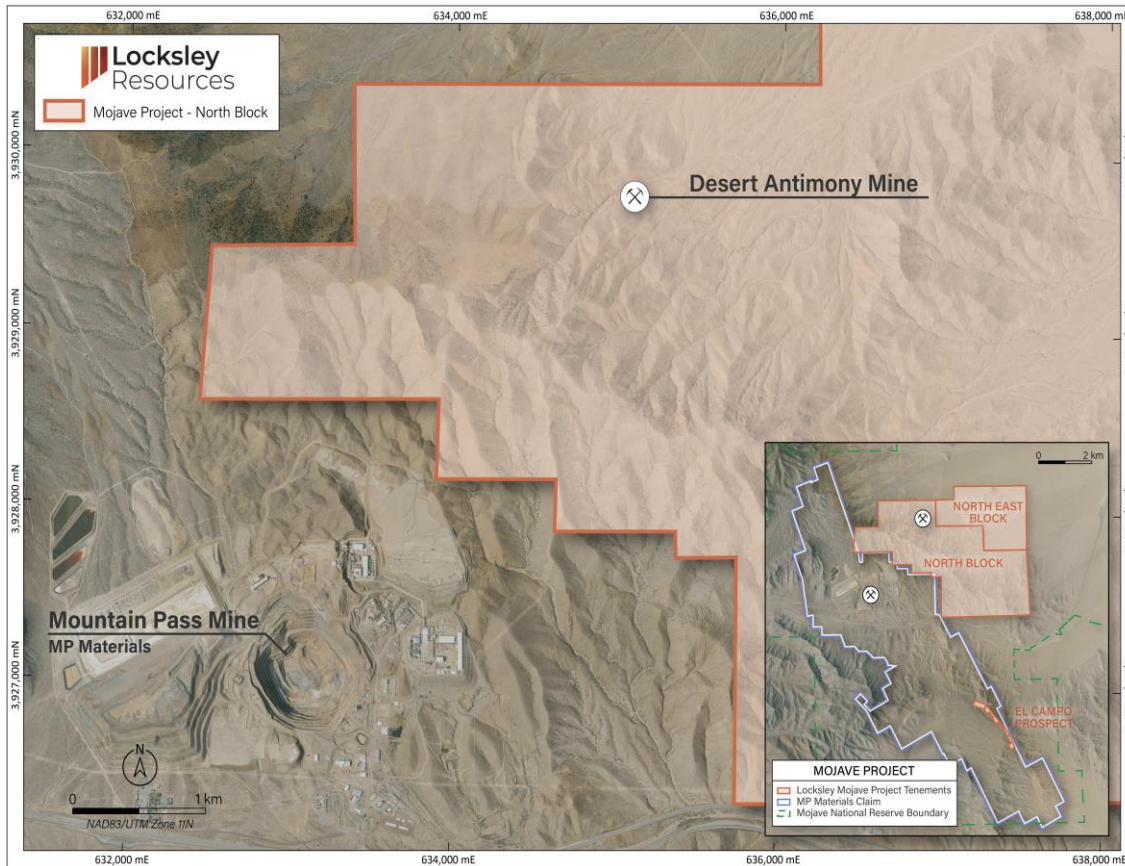 632,000 mE
634,000 mE
636,000 mE
638,000 mE
Locksley
Resources
Mojave Project - North Block
3,930,000 mN
3,929,000 mN
3,928,000 mN
3,927,000 mN
Desert Antimony Mine
Mountain Pass Mine
MP Materials
N
0 1 km
NAD83/UTM Zone 11N
0 2 km
NORTH EAST
BLOCK
NORTH BLOCK
EL CAMPO
PROSPECT
MOJAVE PROJECT
Locksley Mojave Project Tenements
MP Materials Claim
Mojave National Reserve Boundary
632,000 mE
634,000 mE
636,000 mE
638,000 mE